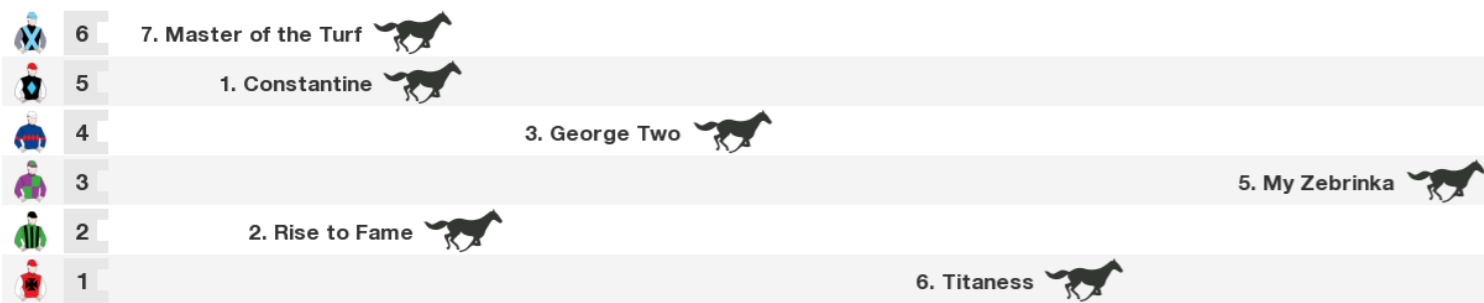 6 7. Master of the Turf
5 1. Constantine
4 3. George Two
3 5. My Zebrinka
2 2. Rise to Fame
1 6. Titaness